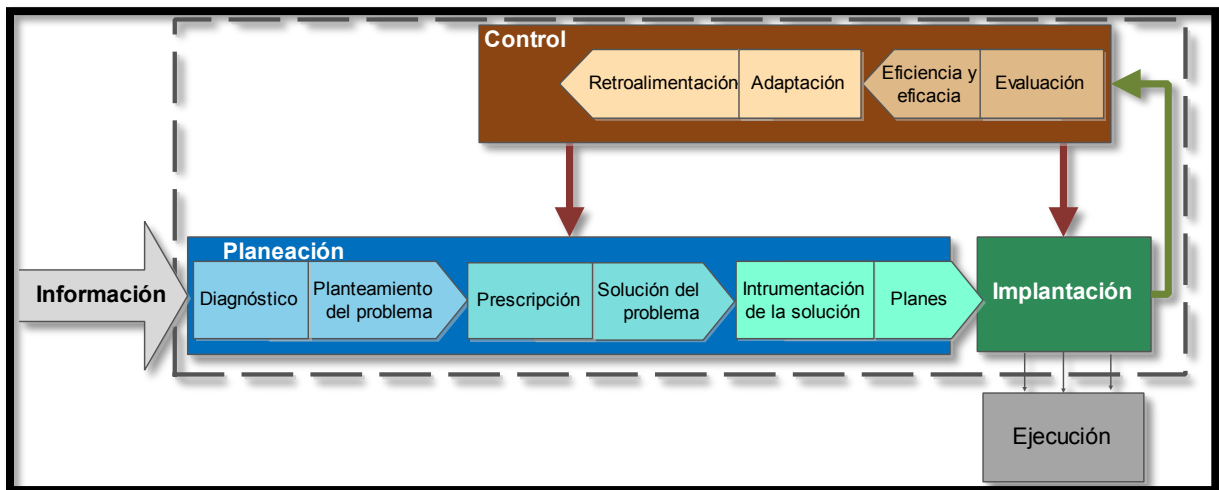 Control
Retroalimentación
Adaptación
Eficiencia y
eficacia
Evaluación
Información
Planeación
Diagnóstico
Planteamiento
del problema
Prescripción
Solución del
problema
Intrumentación
de la solución
Planes
Implantación
Ejecución